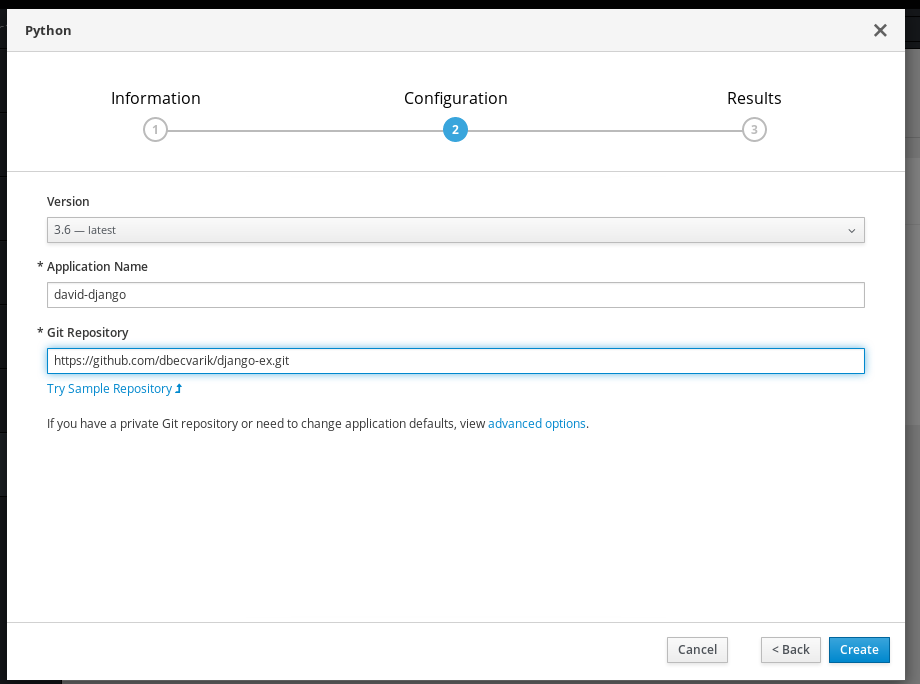 Python
Information
Configuration
Results
1
2
3
Version
3.6 — latest
* Application Name
david-django
* Git Repository
https://github.com/dbecvarik/django-ex.git
Try Sample Repository
If you have a private Git repository or need to change application defaults, view advanced options.
Cancel
< Back
Create